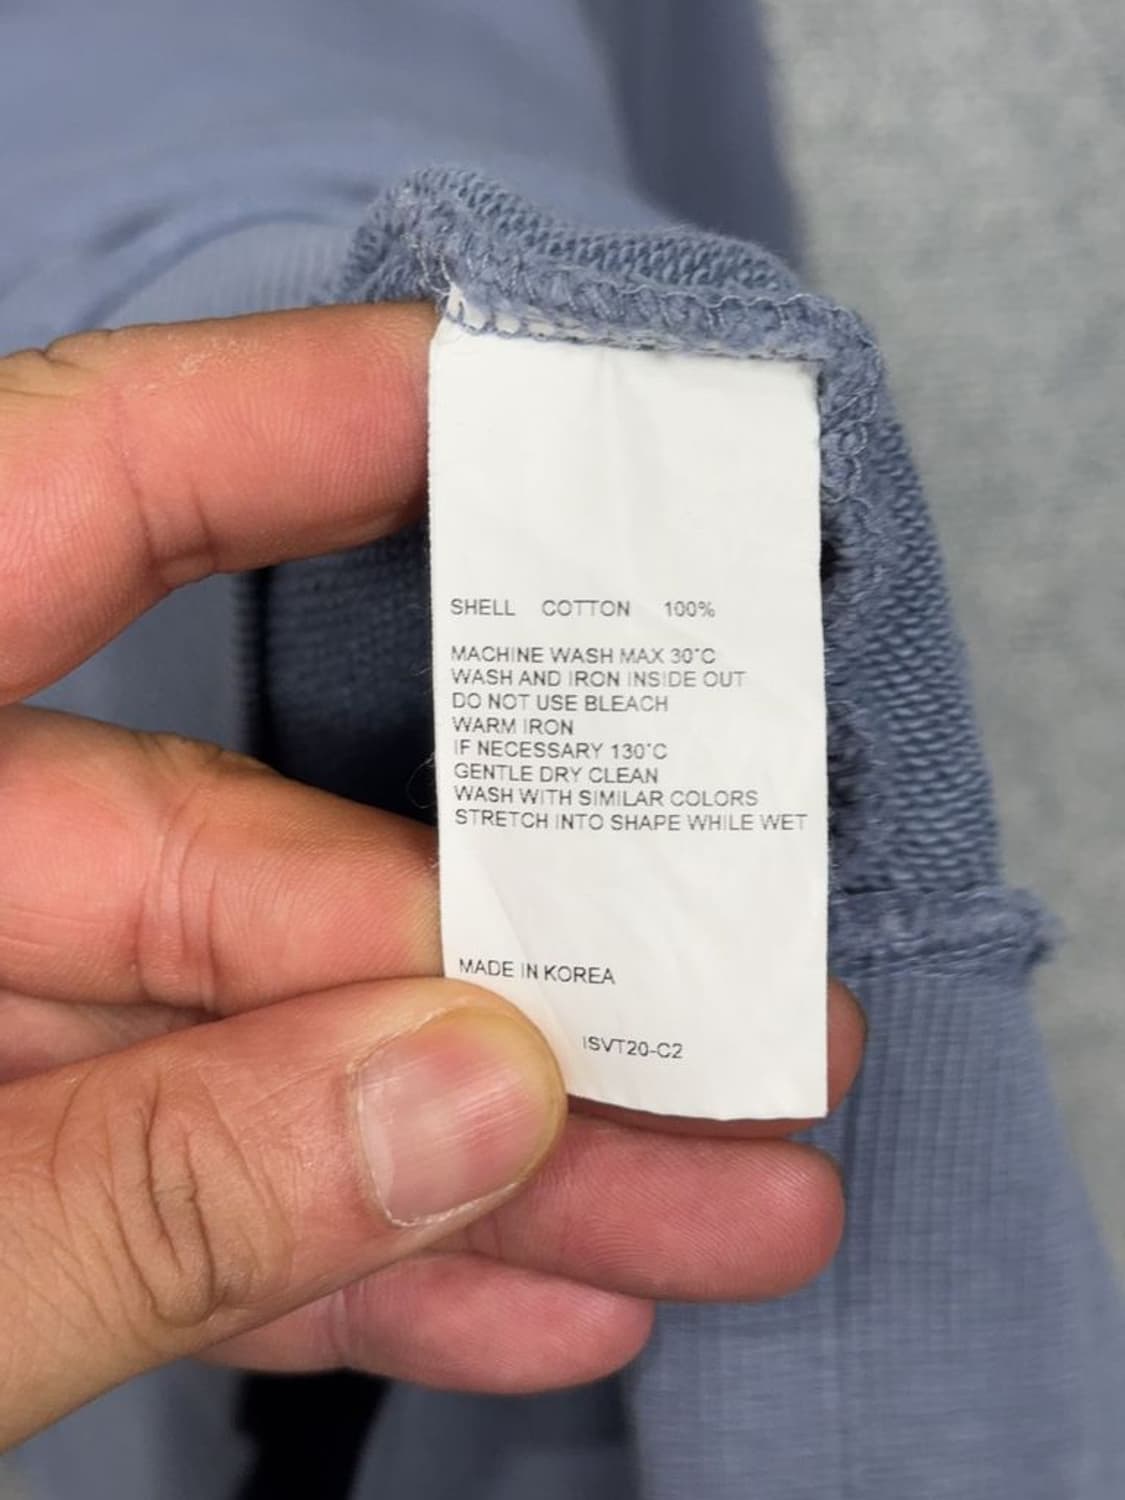 SHELL COTTON 100%
MACHINE WASH MAX 30°C
WASH AND IRON INSIDE OUT
DO NOT USE BLEACH
WARM IRON
IF NECESSARY 130°C
GENTLE DRY CLEAN
WASH WITH SIMILAR COLORS
STRETCH INTO SHAPE WHILE WET
MADE IN KOREA
ISVT20-C2